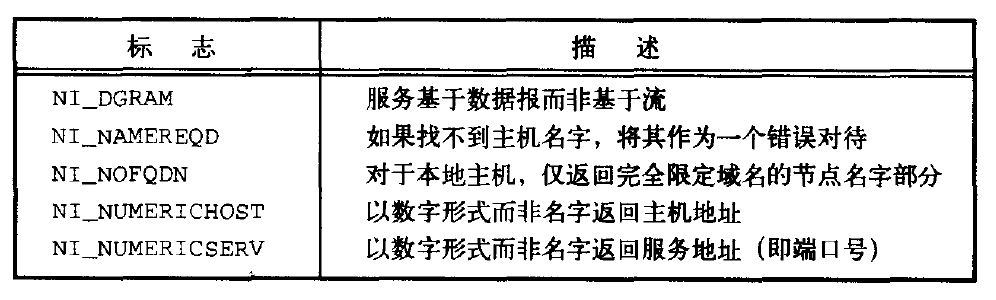 标 志 描 述
NI_DGRAM 服务基于数据报而非基于流
NI_NAMEREQD 如果找不到主机名字，将其作为一个错误对待
NI_NOFQDN 对于本地主机，仅返回完全限定域名的节点名字部分
NI_NUMERICHOST 以数字形式而非名字返回主机地址
NI_NUMERICSERV 以数字形式而非名字返回服务地址（即端口号）